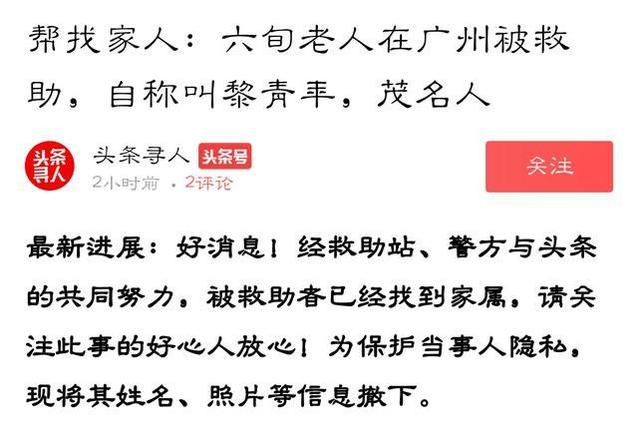 帮找家人：六旬老人在广州被救
助，自称叫黎青年，茂名人
头条
寻人
头条寻人 头条号
2小时前 · 2评论
关注
最新进展：好消息！经救助站、警方与头条
的共同努力，被救助者已经找到家属，请关
注此事的好心人放心！为保护当事人隐私，
现将其姓名、照片等信息撤下。